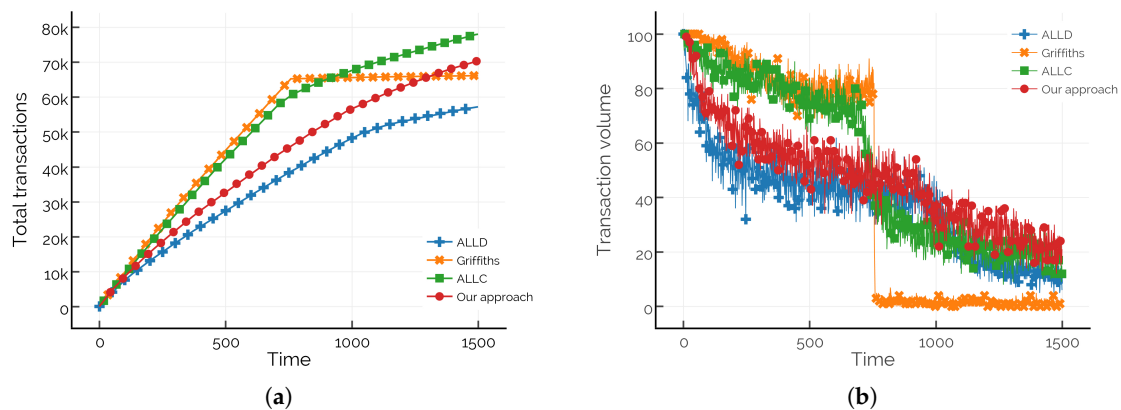 Total transactions
80k
70k
60k
50k
40k
30k
20k
10k
0
0 500 1000 1500
Time
ALLD
Griffiths
ALLC
Our approach
(a)
Transaction volume
100
80
60
40
20
0
0 500 1000 1500
Time
ALLD
Griffiths
ALLC
Our approach
(b)